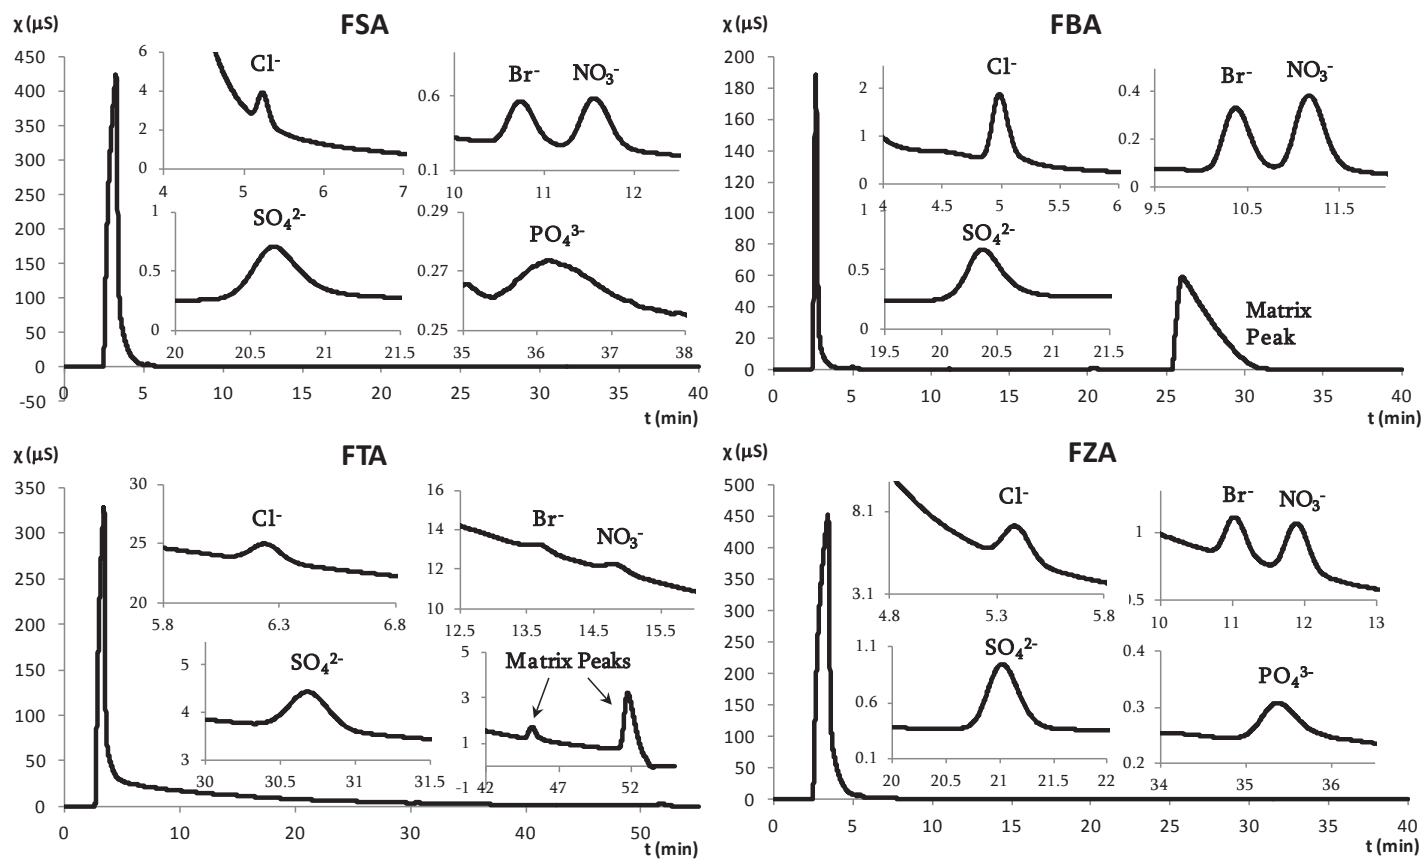 FSA
χ (μS)
450
400
350
300
250
200
150
100
50
0
-50
0 5 10 15 20 25 30 35 40
t (min)
Cl-
6
4
2
0
4 5 6 7
Br- NO₃-
0.6
0.1
10 11 12
SO₄²-
1
0.5
0
20 20.5 21 21.5
PO₄³-
0.29
0.27
0.25
35 36 37 38
FBA
χ (μS)
200
180
160
140
120
100
80
60
40
20
0
0 5 10 15 20 25 30 35 40
t (min)
Cl-
2
1
0
4 4.5 5 5.5 6
Br- NO₃-
0.4
0.2
0
9.5 10.5 11.5
SO₄²-
1
0.5
0
19.5 20 20.5 21 21.5
Matrix
Peak
FTA
χ (μS)
350
300
250
200
150
100
50
0
0 10 20 30 40 50
t (min)
Cl-
30
25
20
5.8 6.3 6.8
Br-
NO₃-
16
14
12
10
12.5 13.5 14.5 15.5
SO₄²-
5
4
3
30 30.5 31 31.5
Matrix Peaks
5
3
1
-1
42 47 52
FZA
χ (μS)
500
450
400
350
300
250
200
150
100
50
0
0 5 10 15 20 25 30 35 40
t (min)
Cl-
8.1
3.1
4.8 5.3 5.8
Br- NO₃-
1
).5
10 11 12 13
SO₄²-
1.1
0.6
0.1
20 20.5 21 21.5 22
PO₄³-
0.4
0.3
0.2
34 35 36